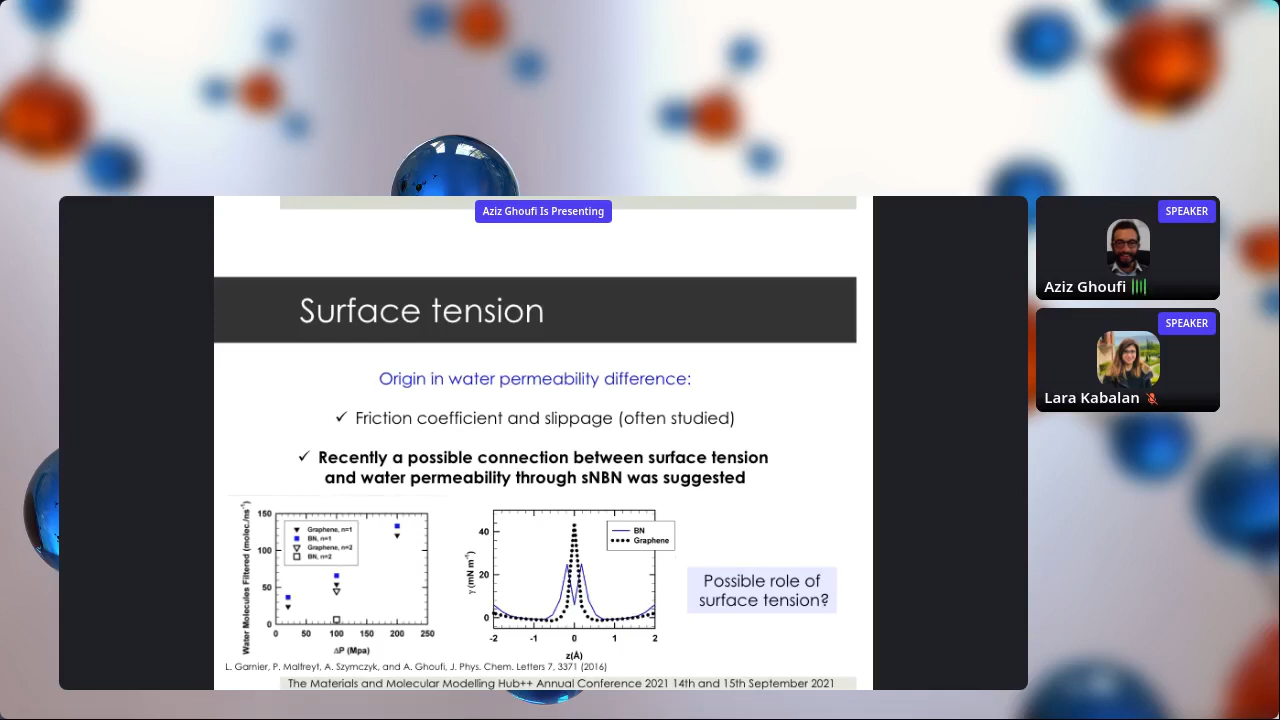 Aziz Ghoufi Is Presenting
SPEAKER
Aziz Ghoufi
SPEAKER
Lara Kabalan
Surface tension
Origin in water permeability difference:
✓ Friction coefficient and slippage (often studied)
✓ Recently a possible connection between surface tension
and water permeability through sNBN was suggested
Water Molecules Filtered (molec./ns⁻¹)
150
100
50
0
Graphene, n=1
BN, n=1
Graphene, n=2
BN, n=2
0 50 100 150 200 250
ΔP (Mpa)
γ (mN m⁻¹)
40
20
0
BN
Graphene
-2 -1 0 1 2
z(Å)
Possible role of
surface tension?
L. Garnier, P. Malfreyt, A. Szymczyk, and A. Ghoufi, J. Phys. Chem. Letters 7, 3371 (2016)
The Materials and Molecular Modelling Hub++ Annual Conference 2021 14th and 15th September 2021